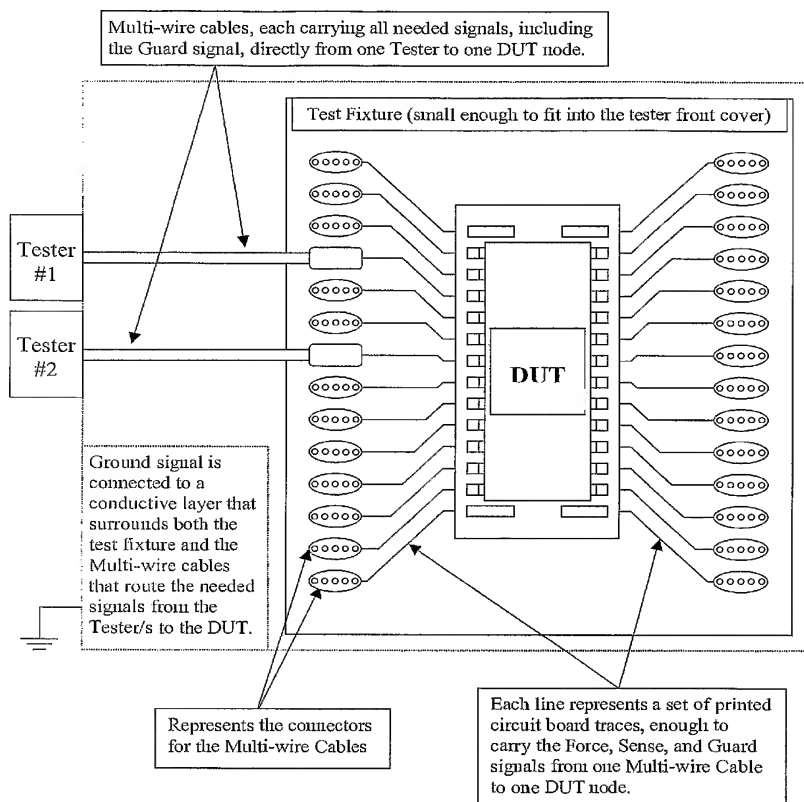 Multi-wire cables, each carrying all needed signals, including
the Guard signal, directly from one Tester to one DUT node.
Test Fixture (small enough to fit into the tester front cover)
Tester
#1
Tester
#2
DUT
Ground signal is
connected to a
conductive layer that
surrounds both the
test fixture and the
Multi-wire cables
that route the needed
signals from the
Tester/s to the DUT.
Represents the connectors
for the Multi-wire Cables
Each line represents a set of printed
circuit board traces, enough to
carry the Force, Sense, and Guard
signals from one Multi-wire Cable
to one DUT node.